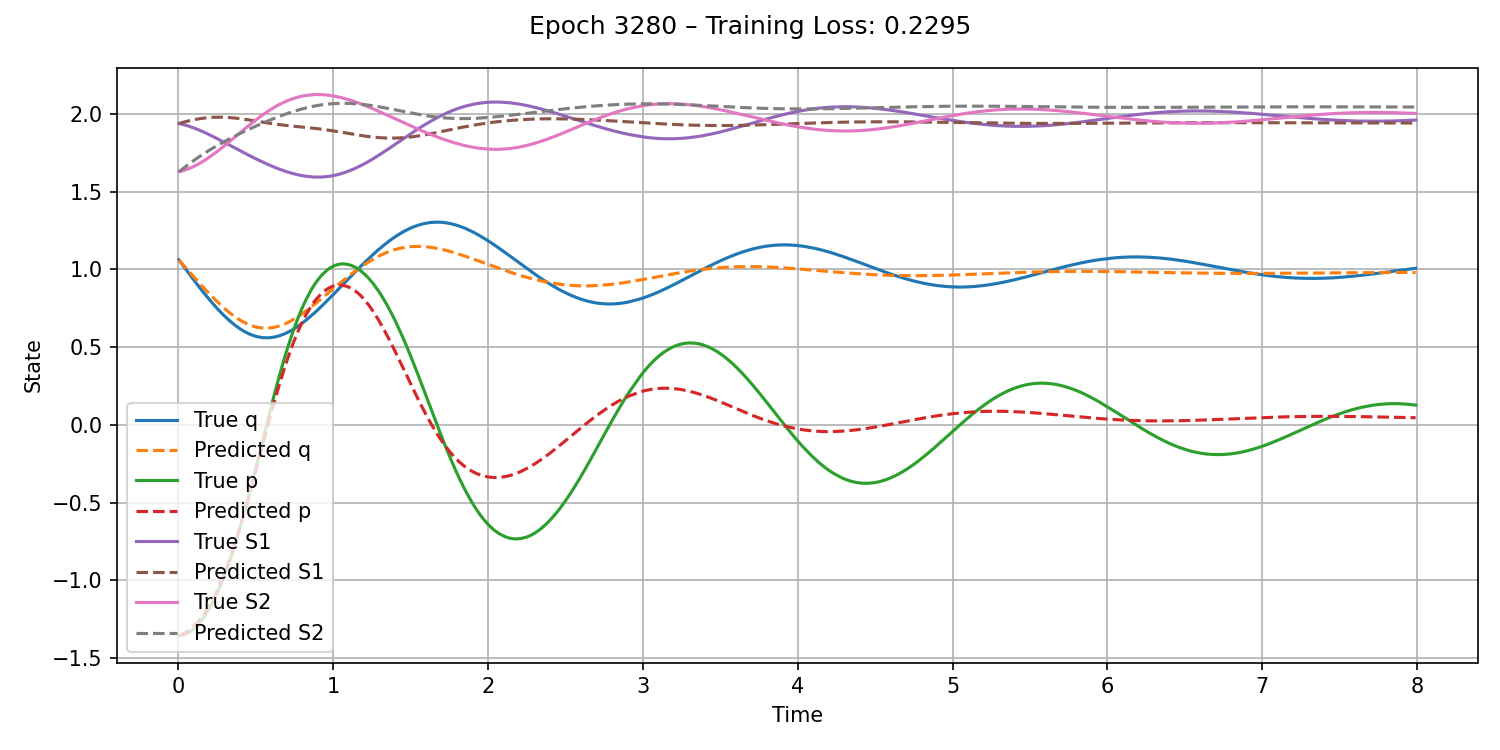 Epoch 3280 – Training Loss: 0.2295
2.0
1.5
1.0
0.5
0.0
−0.5
−1.0
−1.5
State
True q
Predicted q
True p
Predicted p
True S1
Predicted S1
True S2
Predicted S2
0 1 2 3 4 5 6 7 8
Time